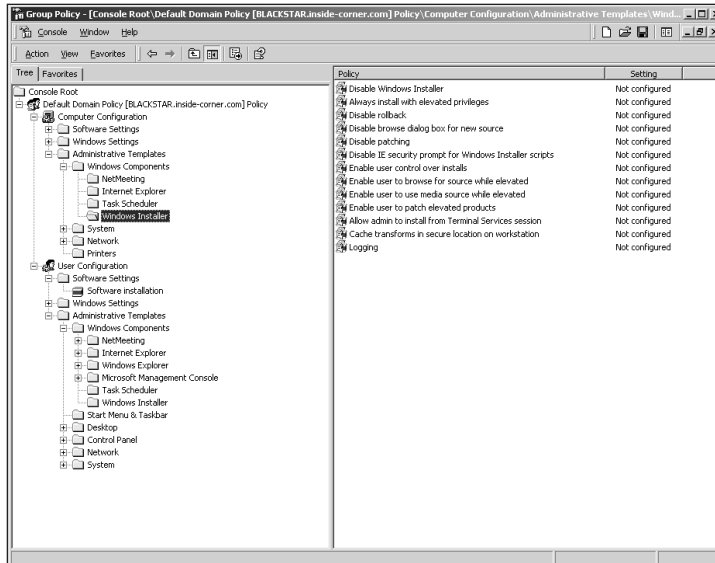 Group Policy - [Console Root\Default Domain Policy [BLACKSTAR.inside-corner.com] Policy\Computer Configuration\Administrative Templates\Wind...
Console Window Help
Action View Favorites
Tree Favorites
Console Root
Default Domain Policy [BLACKSTAR.inside-corner.com] Policy
Computer Configuration
Software Settings
Windows Settings
Administrative Templates
Windows Components
NetMeeting
Internet Explorer
Task Scheduler
Windows Installer
System
Network
Printers
User Configuration
Software Settings
Software installation
Windows Settings
Administrative Templates
Windows Components
NetMeeting
Internet Explorer
Windows Explorer
Microsoft Management Console
Task Scheduler
Windows Installer
Start Menu & Taskbar
Desktop
Control Panel
Network
System
Policy Setting
Disable Windows Installer Not configured
Always install with elevated privileges Not configured
Disable rollback Not configured
Disable browse dialog box for new source Not configured
Disable patching Not configured
Disable IE security prompt for Windows Installer scripts Not configured
Enable user control over installs Not configured
Enable user to browse for source while elevated Not configured
Enable user to use media source while elevated Not configured
Enable user to patch elevated products Not configured
Allow admin to install from Terminal Services session Not configured
Cache transforms in secure location on workstation Not configured
Logging Not configured